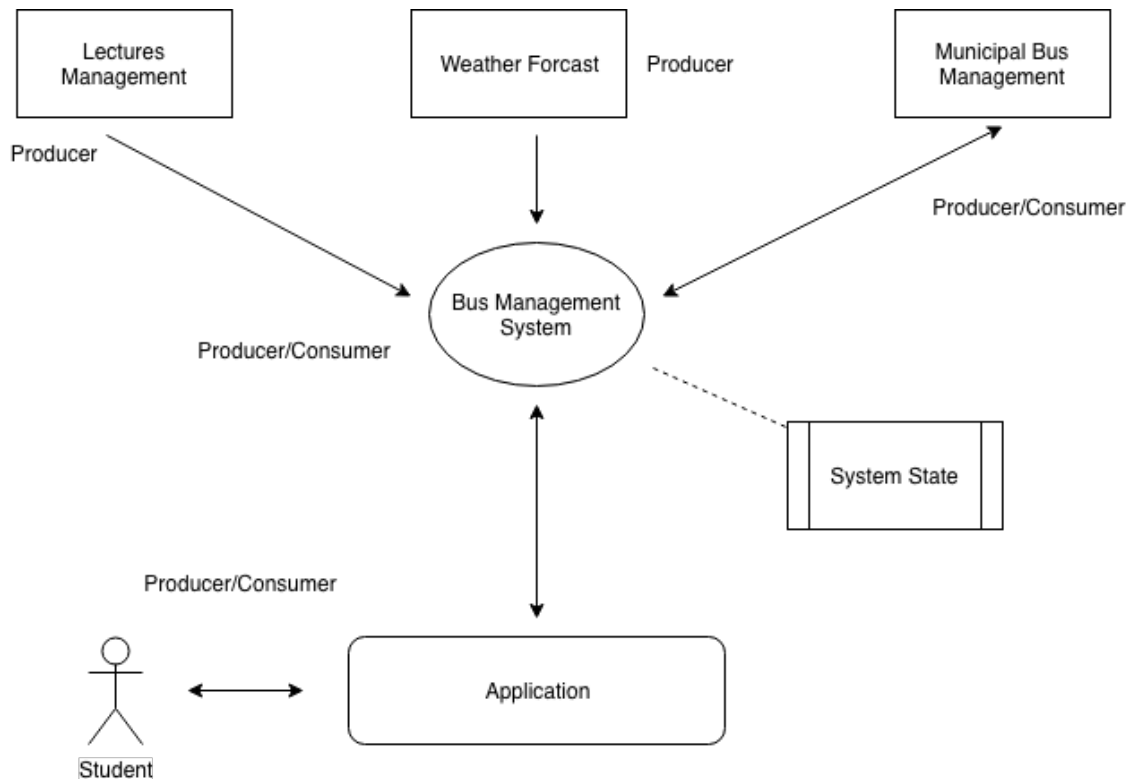 Lectures
Management
Weather Forcast
Producer
Municipal Bus
Management
Producer
Producer/Consumer
Bus Management
System
Producer/Consumer
System State
Producer/Consumer
Application
Student